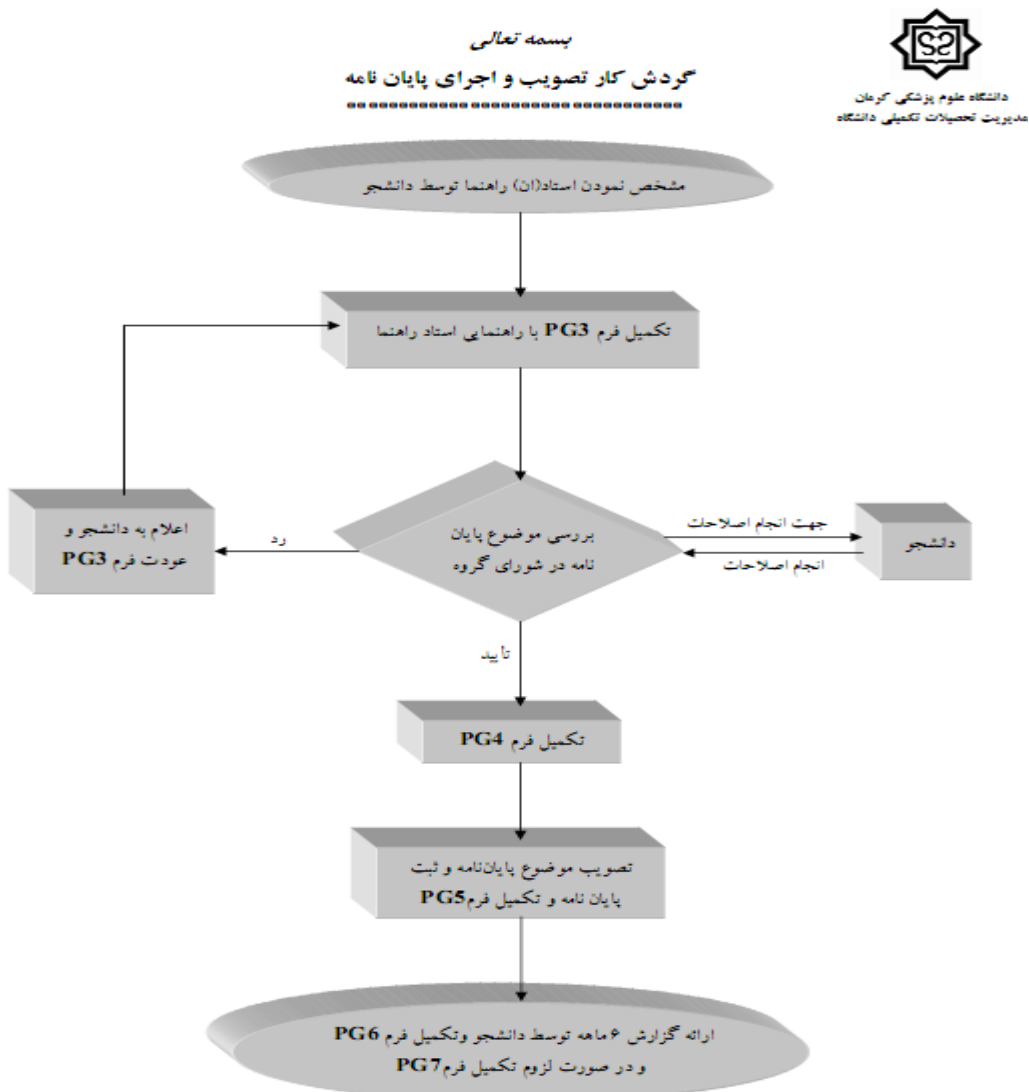 بسمه تعالی
گردش کار تصویب و اجرای پایان نامه
دانشگاه علوم پزشکی کرمان
مدیریت تحصیلات تکمیلی دانشگاه
مشخص نمودن استاد(ان) راهنما توسط دانشجو
تکمیل فرم PG3 با راهنمایی استاد راهنما
بررسی موضوع پایان
نامه در شورای گروه
جهت انجام اصلاحات
انجام اصلاحات
دانشجو
رد
اعلام به دانشجو و
عودت فرم PG3
تأیید
تکمیل فرم PG4
تصویب موضوع پایان‌نامه و ثبت
پایان نامه و تکمیل فرمPG5
ارائه گزارش ۶ماهه توسط دانشجو وتکمیل فرم PG6
و در صورت لزوم تکمیل فرمPG7